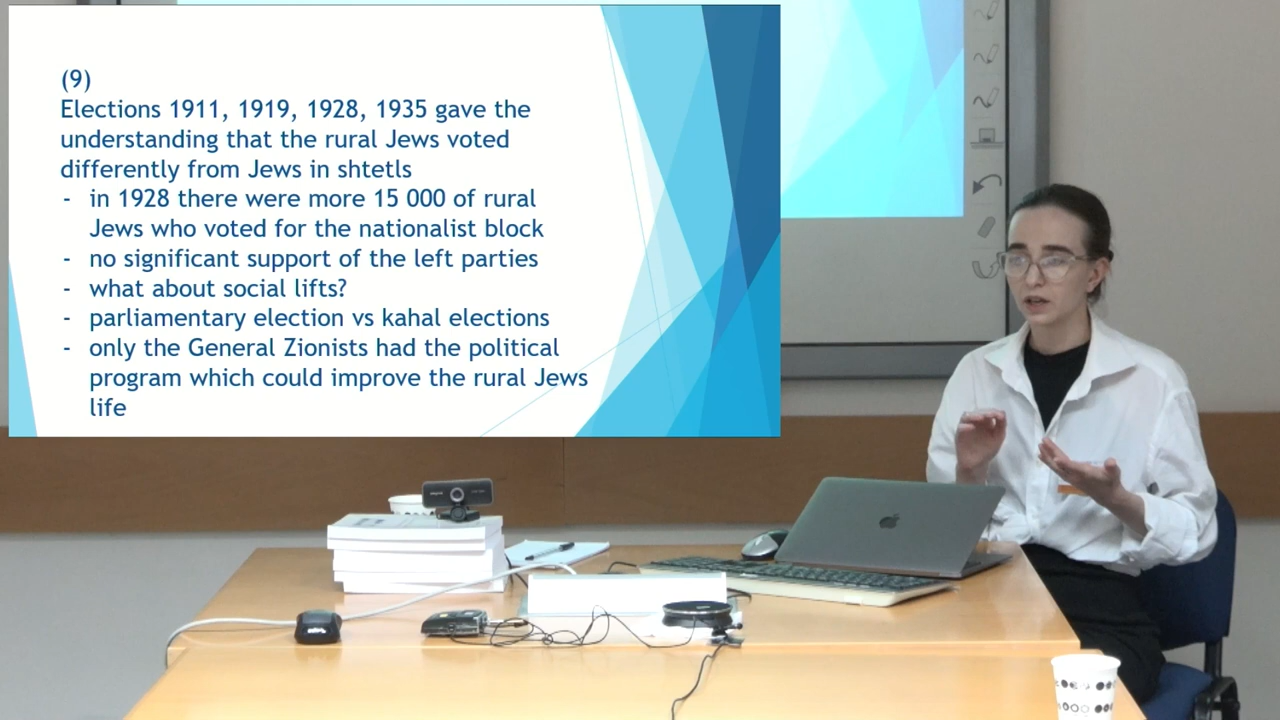 (9)
Elections 1911, 1919, 1928, 1935 gave the
understanding that the rural Jews voted
differently from Jews in shtetls
- in 1928 there were more 15 000 of rural
Jews who voted for the nationalist block
- no significant support of the left parties
- what about social lifts?
- parliamentary election vs kahal elections
- only the General Zionists had the political
program which could improve the rural Jews
life